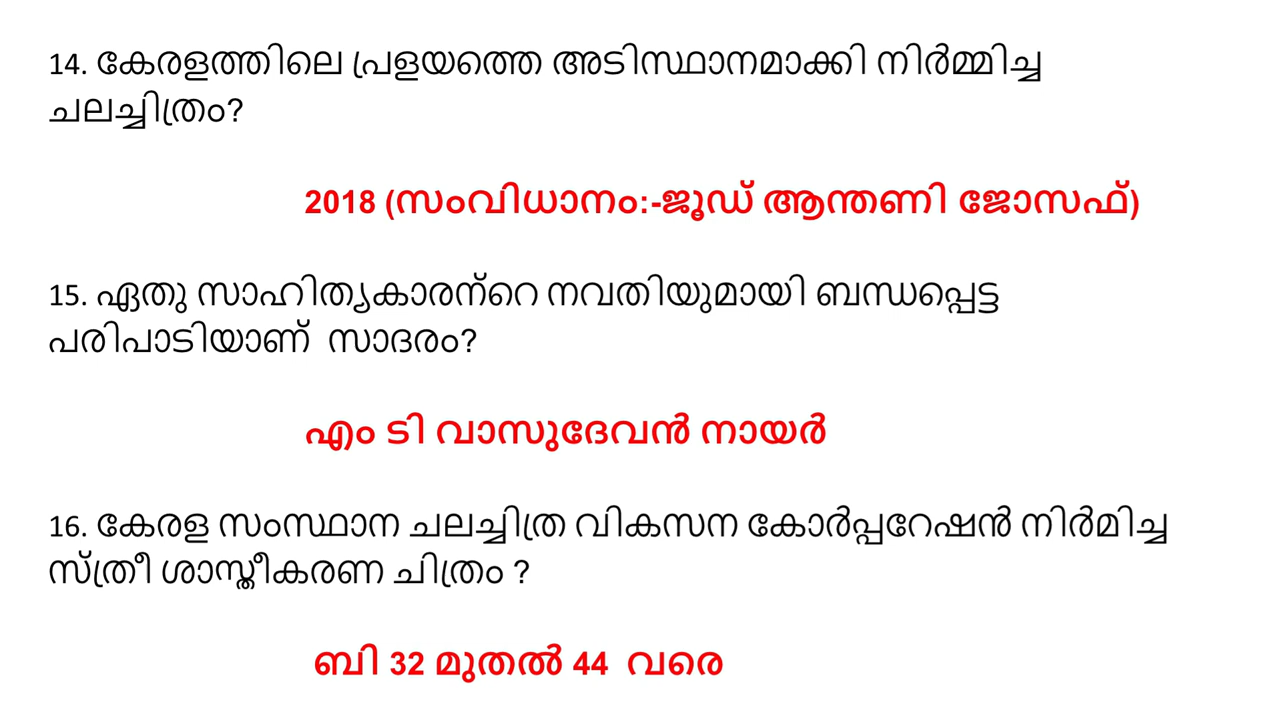 14. കേരളത്തിലെ പ്രളയത്തെ അടിസ്ഥാനമാക്കി നിർമ്മിച്ച
ചലച്ചിത്രം?
2018 (സംവിധാനം:-ജൂഡ് ആന്തണി ജോസഫ്)
15. ഏതു സാഹിത്യകാരന്റെ നവതിയുമായി ബന്ധപ്പെട്ട
പരിപാടിയാണ് സാദരം?
എം ടി വാസുദേവൻ നായർ
16. കേരള സംസ്ഥാന ചലച്ചിത്ര വികസന കോർപ്പറേഷൻ നിർമിച്ച
സ്ത്രീ ശാസ്തീകരണ ചിത്രം ?
ബി 32 മുതൽ 44 വരെ